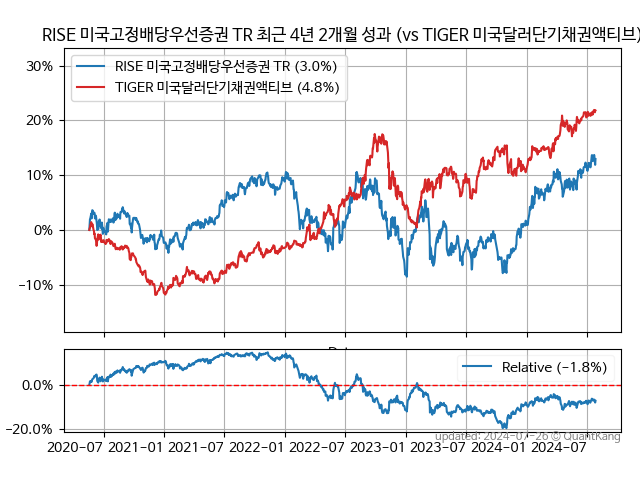 RISE 미국고정배당우선증권 TR 최근 4년 2개월 성과 (vs TIGER 미국달러단기채권액티브)
RISE 미국고정배당우선증권 TR (3.0%)
TIGER 미국달러단기채권액티브 (4.8%)
30%
20%
10%
0%
−10%
Relative (−1.8%)
0.0%
−20.0%
2020−07 2021−01 2021−07 2022−01 2022−07 2023−01 2023−07 2024−01 2024−07
updated: 2024-07-26 © QuantKang